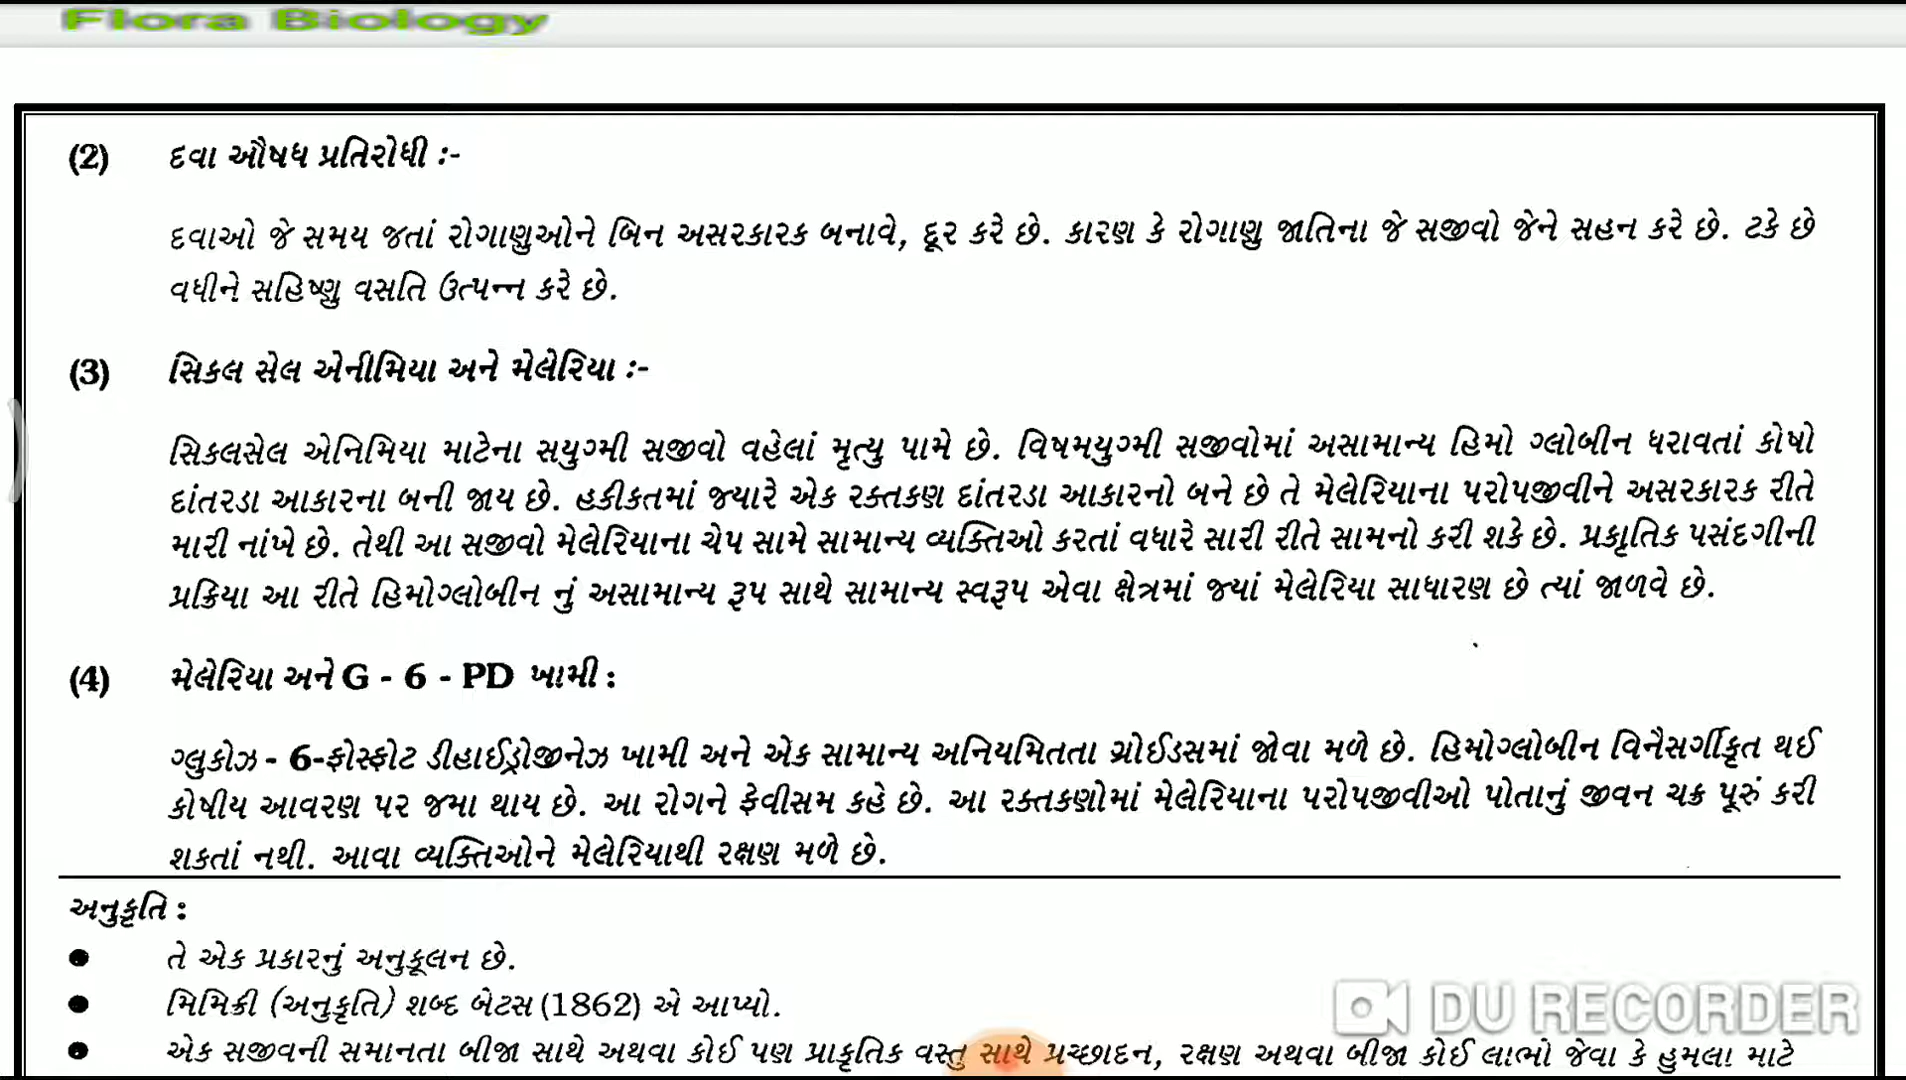 Flora Biology
(2) દવા ઔષધ પ્રતિરોધી :-
દવાઓ જે સમય જતાં રોગાણુઓને બિન અસરકારક બનાવે, દૂર કરે છે. કારણ કે રોગાણુ જાતિના જે સજીવો જેને સહન કરે છે. ટકે છે
વધીને સહિષ્ણુ વસતિ ઉત્પન્ન કરે છે.
(3) સિકલ સેલ એનીમિયા અને મેલેરિયા :-
સિકલસેલ એનિમિયા માટેના સયુગ્મી સજીવો વહેલાં મૃત્યુ પામે છે. વિષમયુગ્મી સજીવોમાં અસામાન્ય હિમો ગ્લોબીન ધરાવતાં કોષો
દાંતરડા આકારના બની જાય છે. હકીકતમાં જ્યારે એક રક્તકણ દાંતરડા આકારનો બને છે તે મેલેરિયાના પરોપજીવીને અસરકારક રીતે
મારી નાંખે છે. તેથી આ સજીવો મેલેરિયાના ચેપ સામે સામાન્ય વ્યક્તિઓ કરતાં વધારે સારી રીતે સામનો કરી શકે છે. પ્રકૃાતિક પસંદગીની
પ્રક્રિયા આ રીતે હિમોગ્લોબીન નું અસામાન્ય રૂપ સાથે સામાન્ય સ્વરૂપ એવા ક્ષેત્રમાં જ્યાં મેલેરિયા સાધારણ છે ત્યાં જાળવે છે.
(4) મેલેરિયા અને G - 6 - PD ખામી :
ગ્લુકોઝ - 6-ફોસ્ફોટ ડીહાઈડ્રોજીનેઝ ખામી અને એક સામાન્ય અનિયમિતતા ગ્રોઈડસમાં જોવા મળે છે. હિમોગ્લોબીન વિનૈસર્ગીકૃત થઈ
કોષીય આવરણ પર જમા થાય છે. આ રોગને ફેવીસમ કહે છે. આ રક્તકણોમાં મેલેરિયાના પરોપજીવીઓ પોતાનું જીવન ચક્ર પૂરું કરી
શકતાં નથી. આવા વ્યક્તિઓને મેલેરિયાથી રક્ષણ મળે છે.
અનુકૃતિ :
● તે એક પ્રકારનું અનુકૂલન છે.
● મિમિક્રી (અનુકૃતિ) શબ્દ બેટસ (1862) એ આપ્યો.
● એક સજીવની સમાનતા બીજા સાથે અથવા કોઈ પણ પ્રાકૃતિક વસ્તુ સાથે પ્રચ્છાદન, રક્ષણ અથવા બીજા કોઈ લાભો જેવા કે હુમલા માટે
DU RECORDER